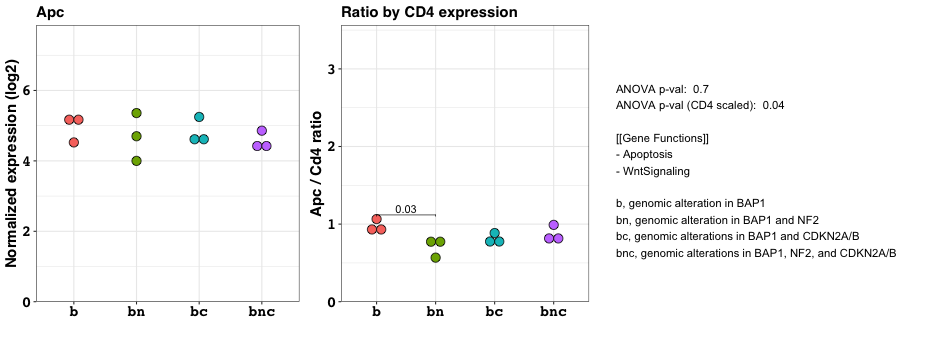 Apc
Normalized expression (log2)
6
4
2
0
b bn bc bnc
Ratio by CD4 expression
Apc / Cd4 ratio
3
2
1
0
0.03
b bn bc bnc
ANOVA p-val: 0.7
ANOVA p-val (CD4 scaled): 0.04
[[Gene Functions]]
- Apoptosis
- WntSignaling
b, genomic alteration in BAP1
bn, genomic alteration in BAP1 and NF2
bc, genomic alterations in BAP1 and CDKN2A/B
bnc, genomic alterations in BAP1, NF2, and CDKN2A/B